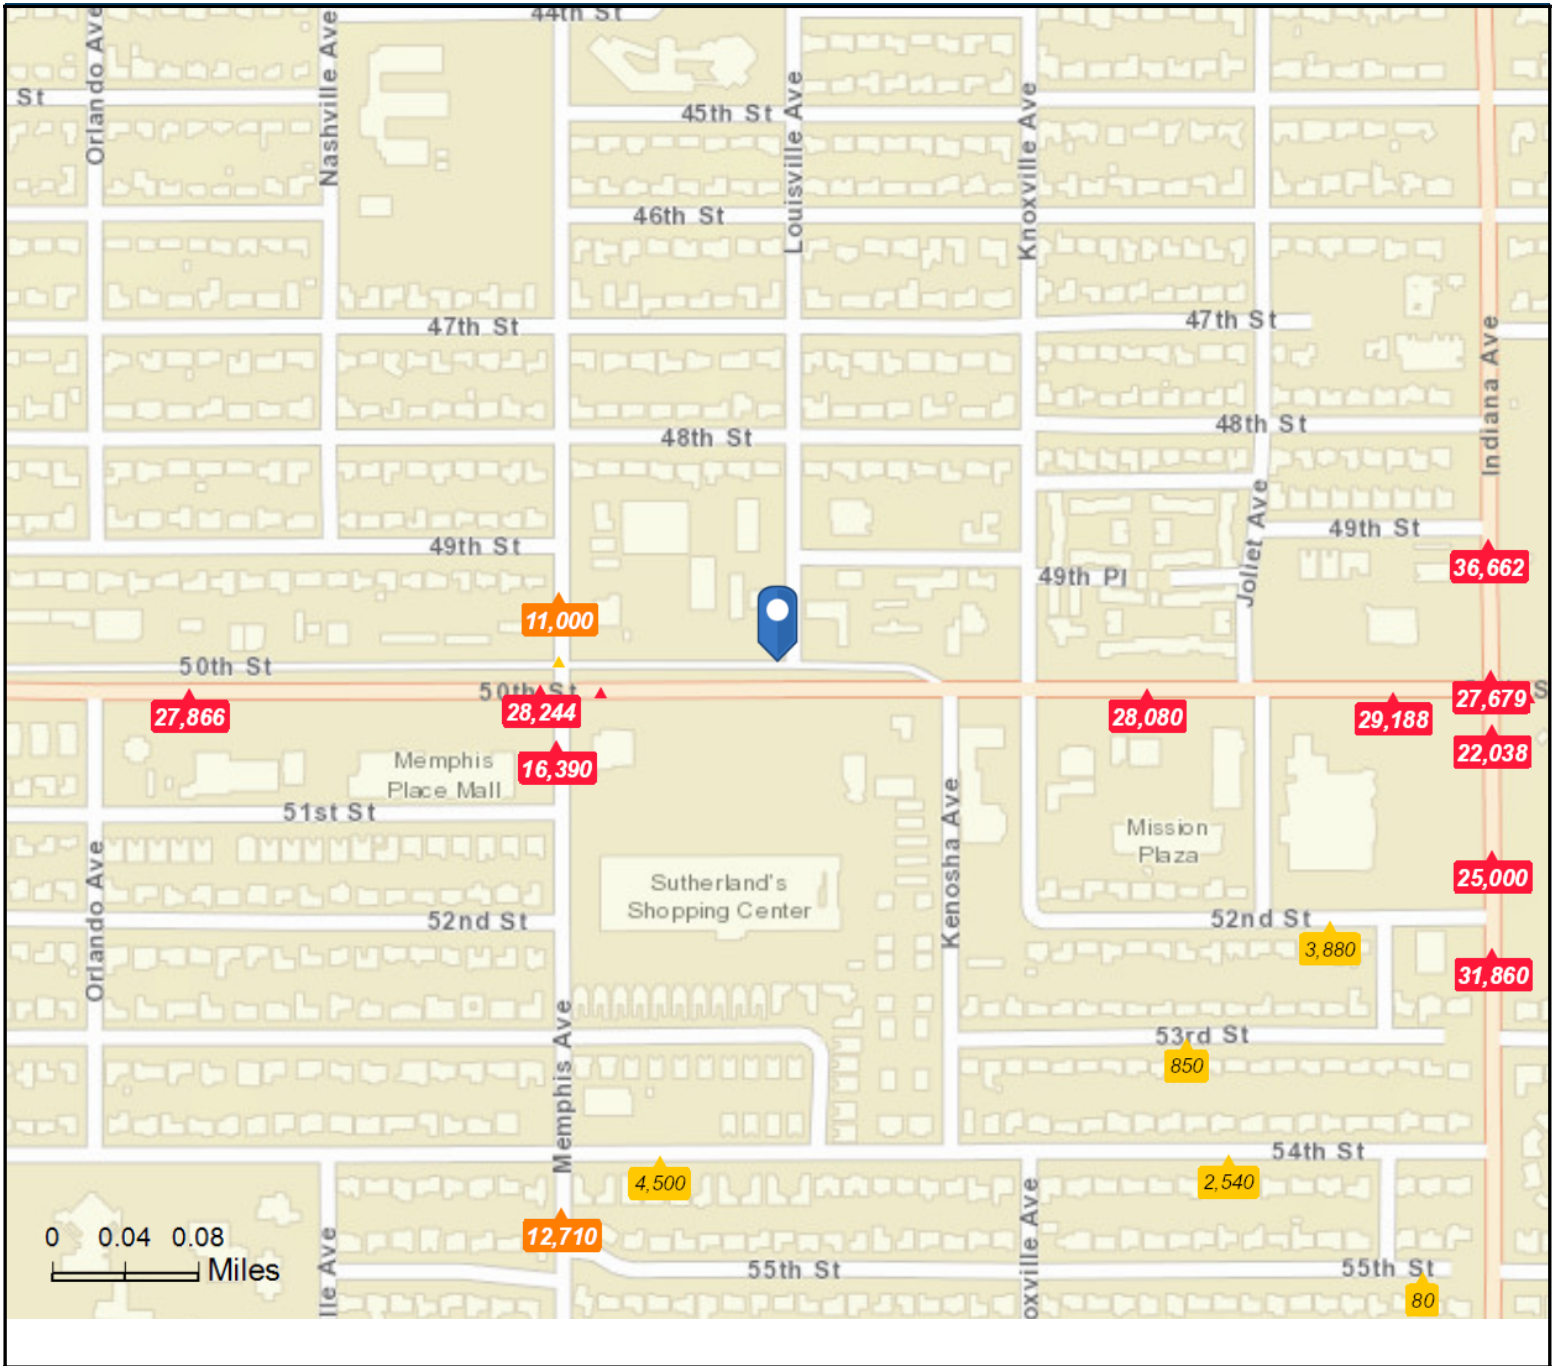 44th St
Orlando Ave
Nashville Ave
St
45th St
Louisville Ave
Knoxville Ave
46th St
47th St
47th St
Indiana Ave
48th St
48th St
49th St
49th St
Joliet Ave
49th Pl
36,662
11,000
50th St
50th St
27,866
28,244
28,080
29,188
27,679
S
22,038
16,390
Memphis
Place Mall
51st St
Kenosha Ave
Mission
Plaza
Orlando Ave
Sutherland's
Shopping Center
25,000
52nd St
52nd St
3,880
31,860
Memphis Ave
53rd St
850
54th St
4,500
2,540
12,710
0 0.04 0.08
Miles
lle Ave
55th St
oxville Ave
55th St
80